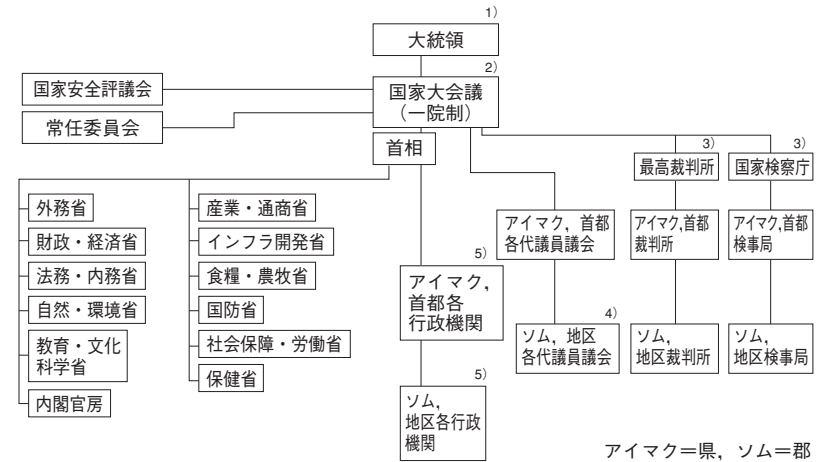 1)
大統領
2)
国家安全評議会
国家大会議
(一院制)
常任委員会
首相
3)
最高裁判所
3)
国家検察庁
外務省
産業・通商省
財政・経済省
インフラ開発省
法務・内務省
食糧・農牧省
自然・環境省
国防省
教育・文化
科学省
社会保障・労働省
内閣官房
保健省
5)
アイマク,
首都各
行政機関
5)
ソム,
地区各行政
機関
アイマク, 首都
各代議員議会
4)
ソム, 地区
各代議員議会
アイマク,首都
裁判所
ソム,
地区裁判所
アイマク,首都
検事局
ソム,
地区検事局
アイマク=県, ソム=郡